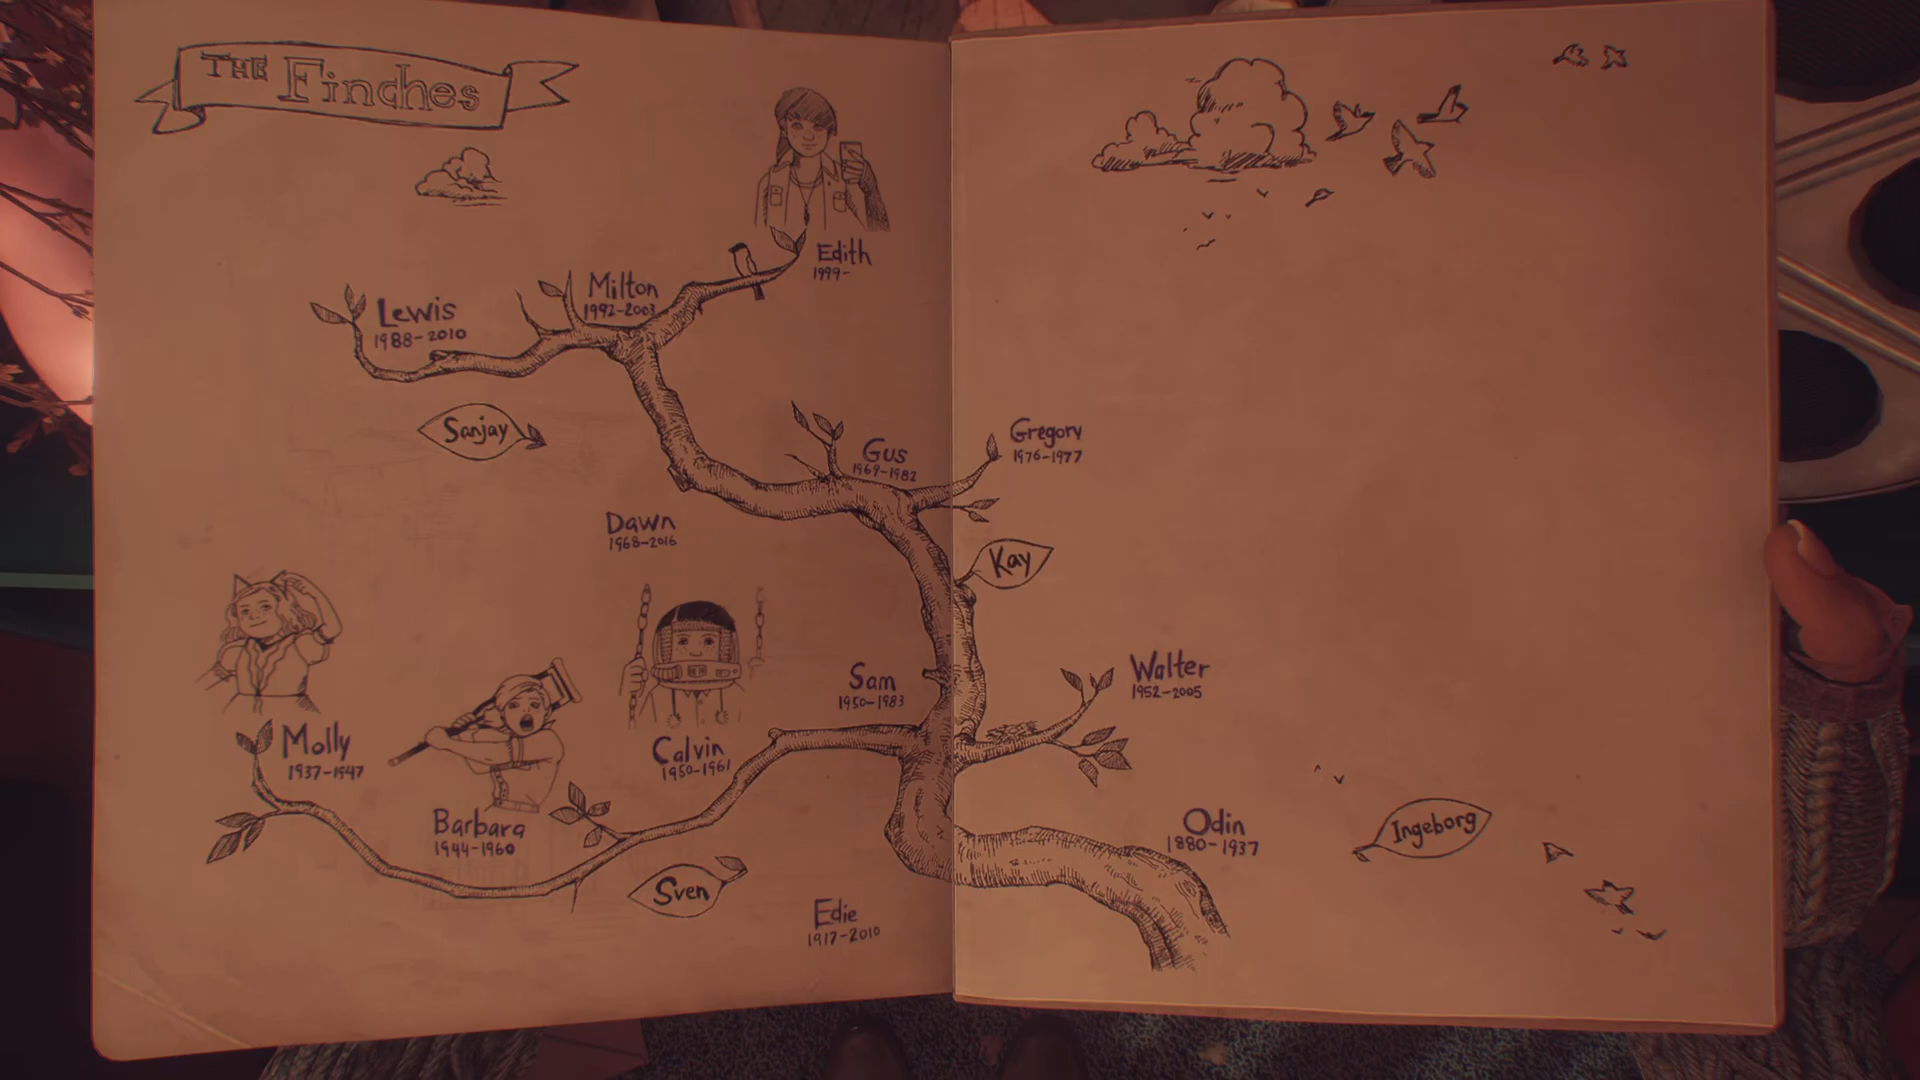 THE Finches
Edith
1999-
Milton
1992-2003
Lewis
1988-2010
Sanjay
Gregory
1976-1977
Gus
1969-1982
Dawn
1968-2016
Kay
Walter
1952-2005
Sam
1950-1983
Calvin
1950-1961
Molly
1937-1947
Barbara
1944-1960
Odin
1880-1937
Ingeborg
Sven
Edie
1917-2010